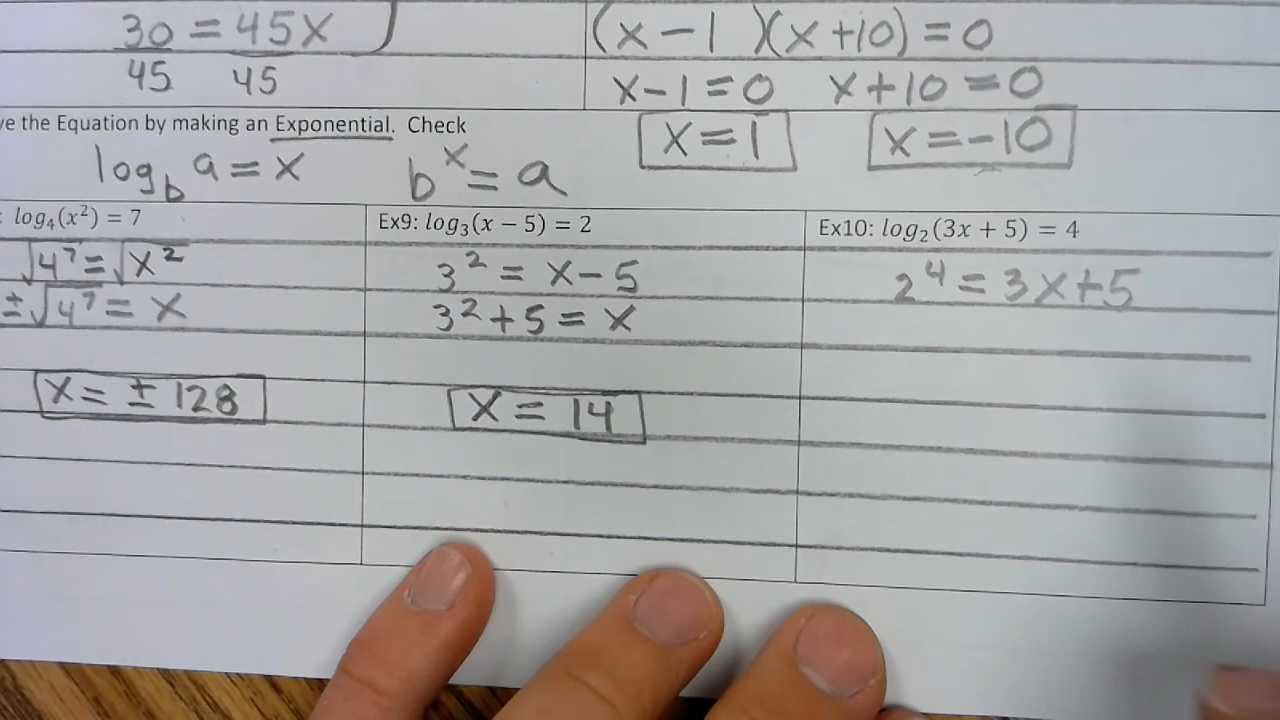 30 = 45x
45 45
(x-1)(x+10)=0
x-1=0 x+10=0
x=1 x=-10
ve the Equation by making an Exponential. Check
log_b a = x b^x = a
: log₄(x²) = 7
√4⁷ = √x²
±√4⁷ = x
x = ± 128
Ex9: log₃(x − 5) = 2
3² = x-5
3²+5 = x
x = 14
Ex10: log₂(3x + 5) = 4
2⁴ = 3x+5